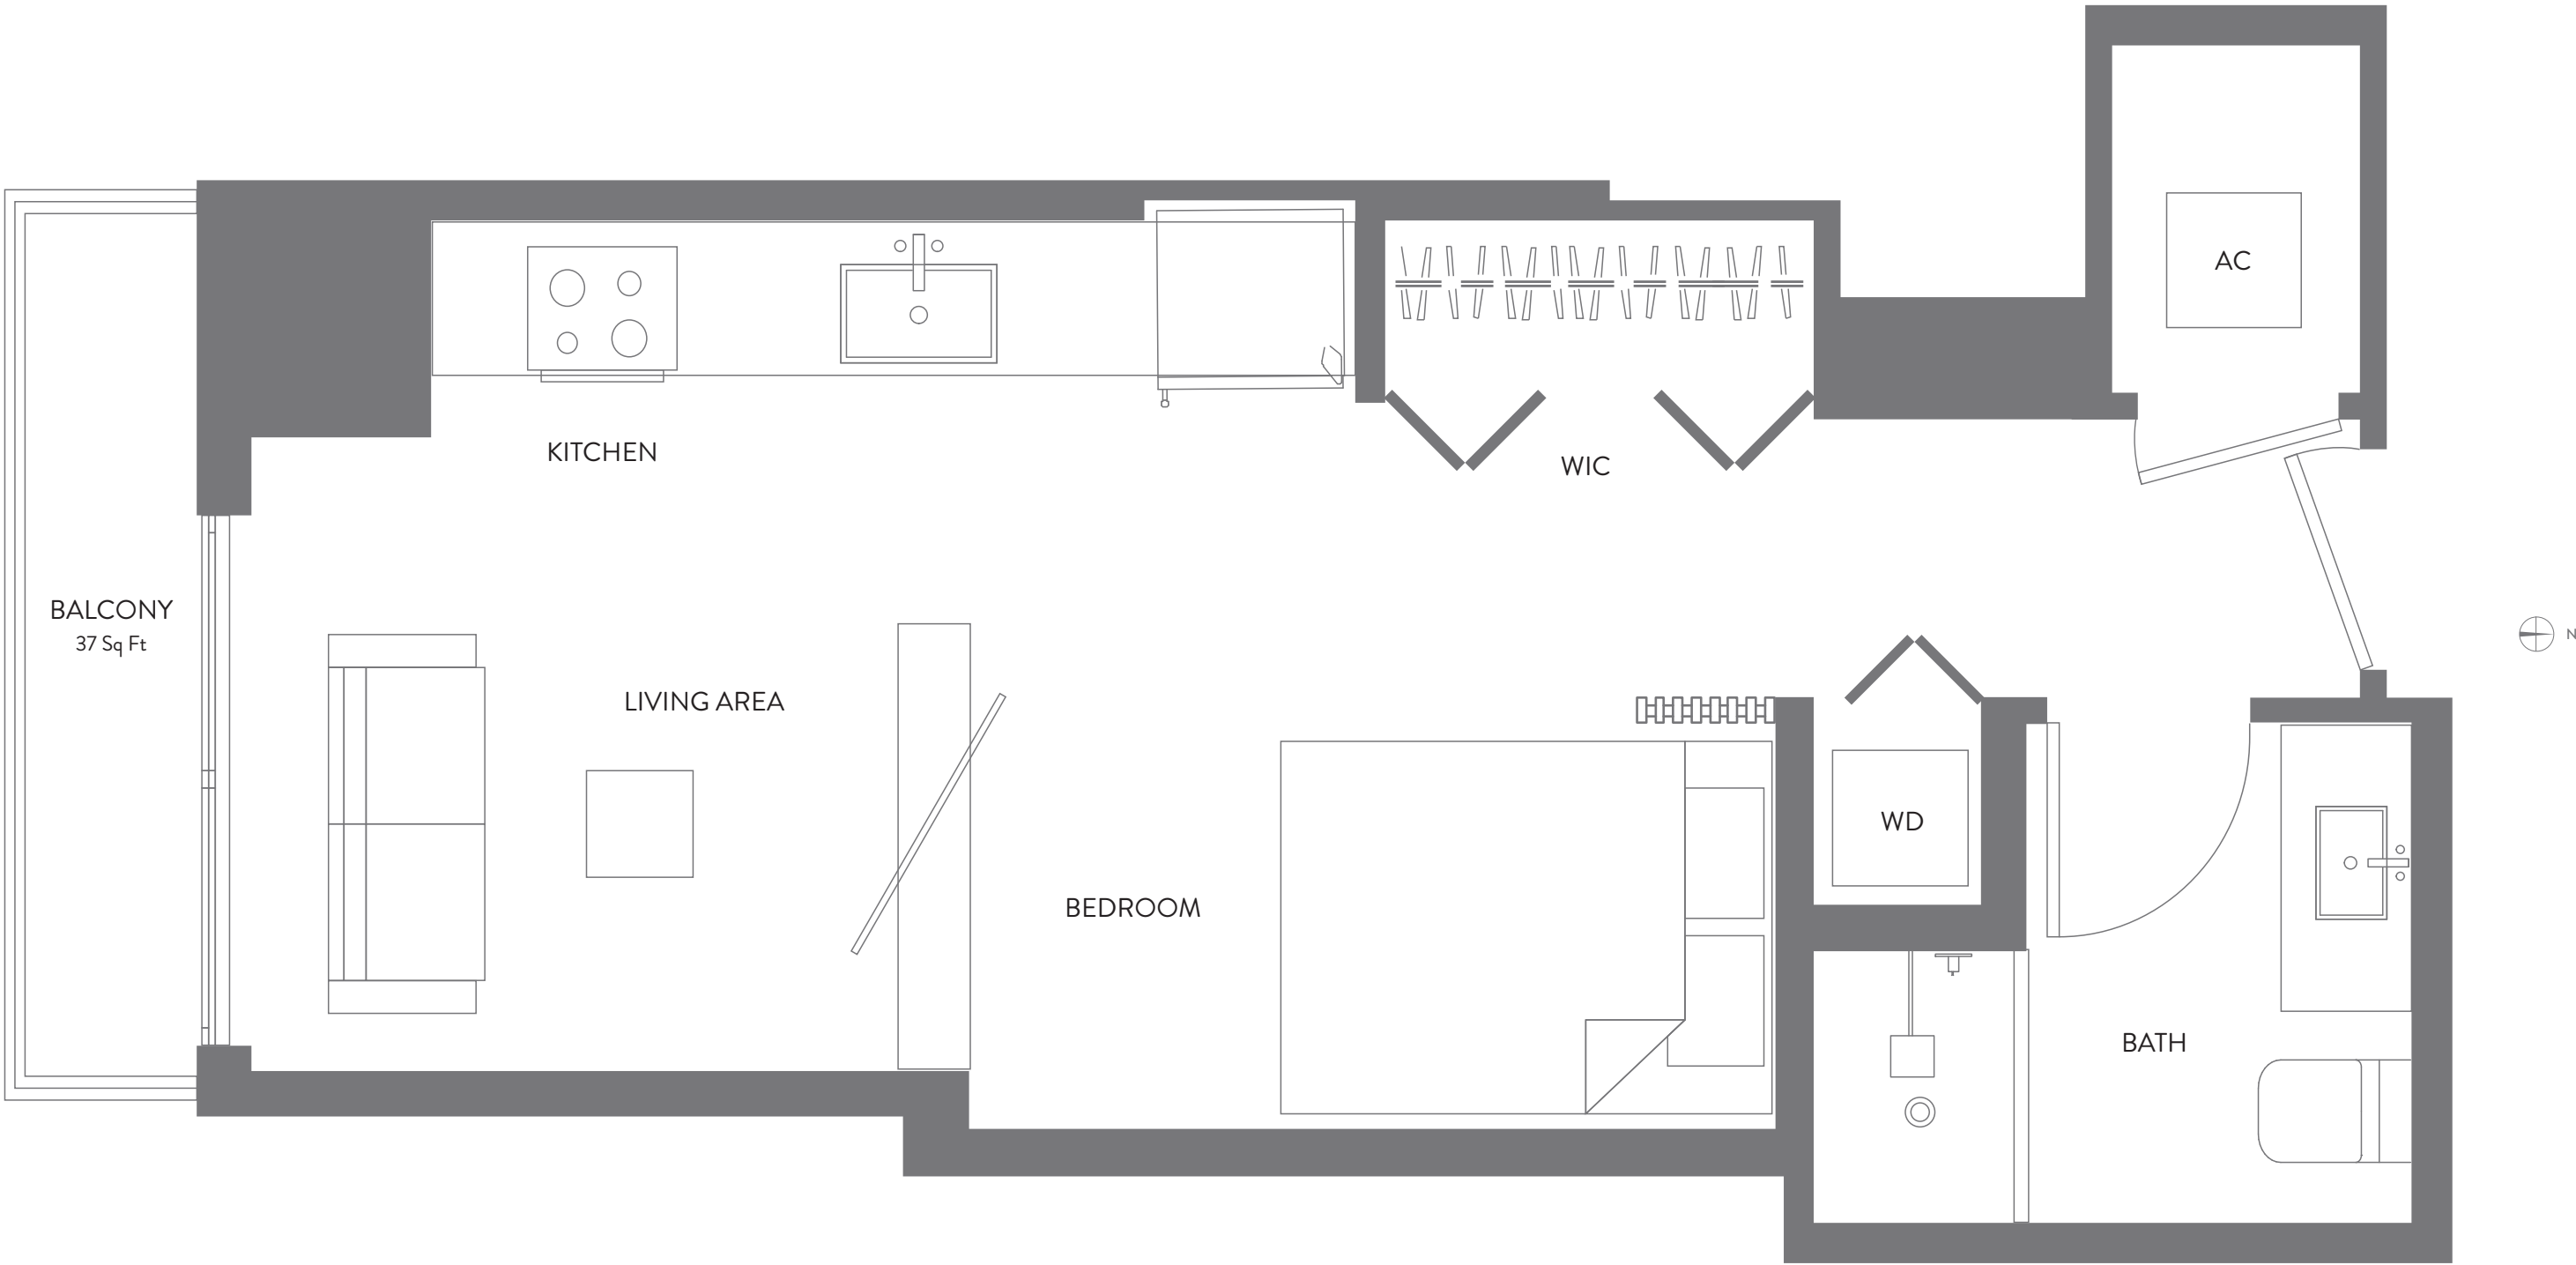 AC
KITCHEN
WIC
BALCONY
37 Sq Ft
N
LIVING AREA
WD
BEDROOM
BATH